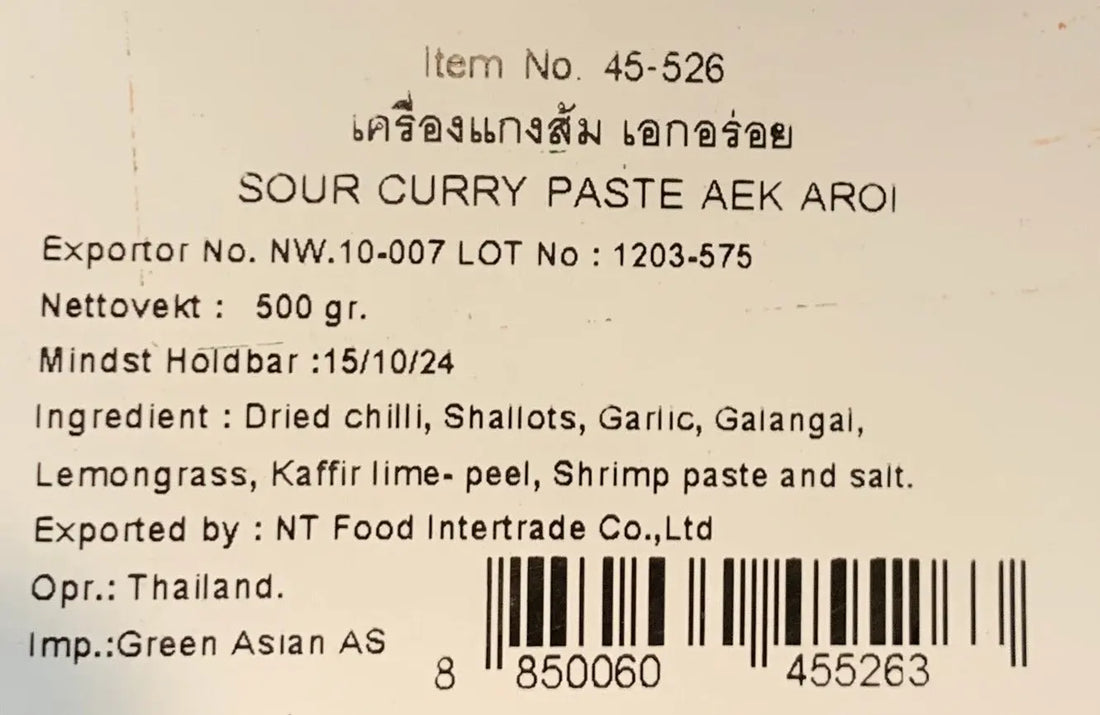 Item No. 45-526
เครื่องแกงส้ม เอกอร่อย
SOUR CURRY PASTE AEK AROI
Exportor No. NW.10-007 LOT No : 1203-575
Nettovekt : 500 gr.
Mindst Holdbar :15/10/24
Ingredient : Dried chilli, Shallots, Garlic, Galangal,
Lemongrass, Kaffir lime- peel, Shrimp paste and salt.
Exported by : NT Food Intertrade Co.,Ltd
Opr.: Thailand.
Imp.:Green Asian AS
8 850060 455263